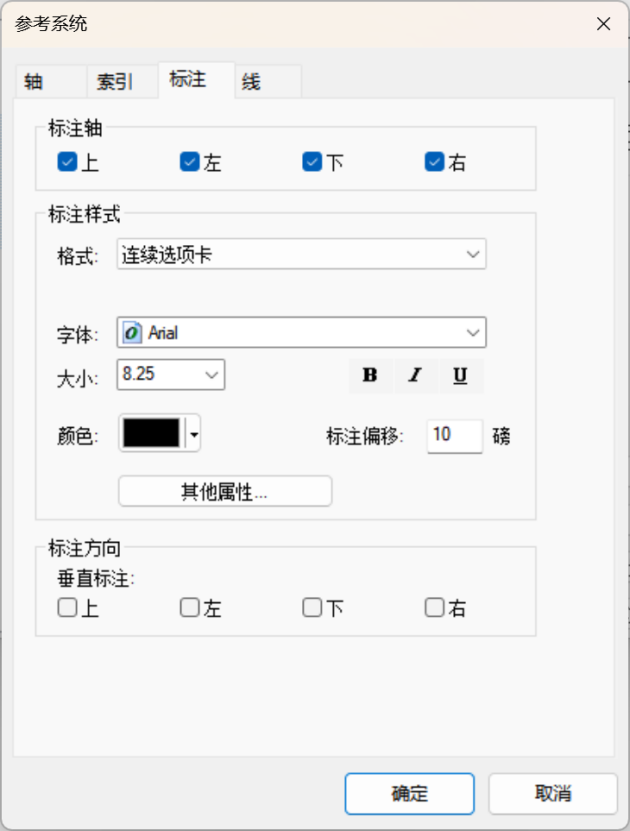 参考系统
轴 索引 标注 线
标注轴
上 左 下 右
标注样式
格式: 连续选项卡
字体: Arial
大小: 8.25 B I U
颜色: 标注偏移: 10 磅
其他属性...
标注方向
垂直标注:
上 左 下 右
确定 取消